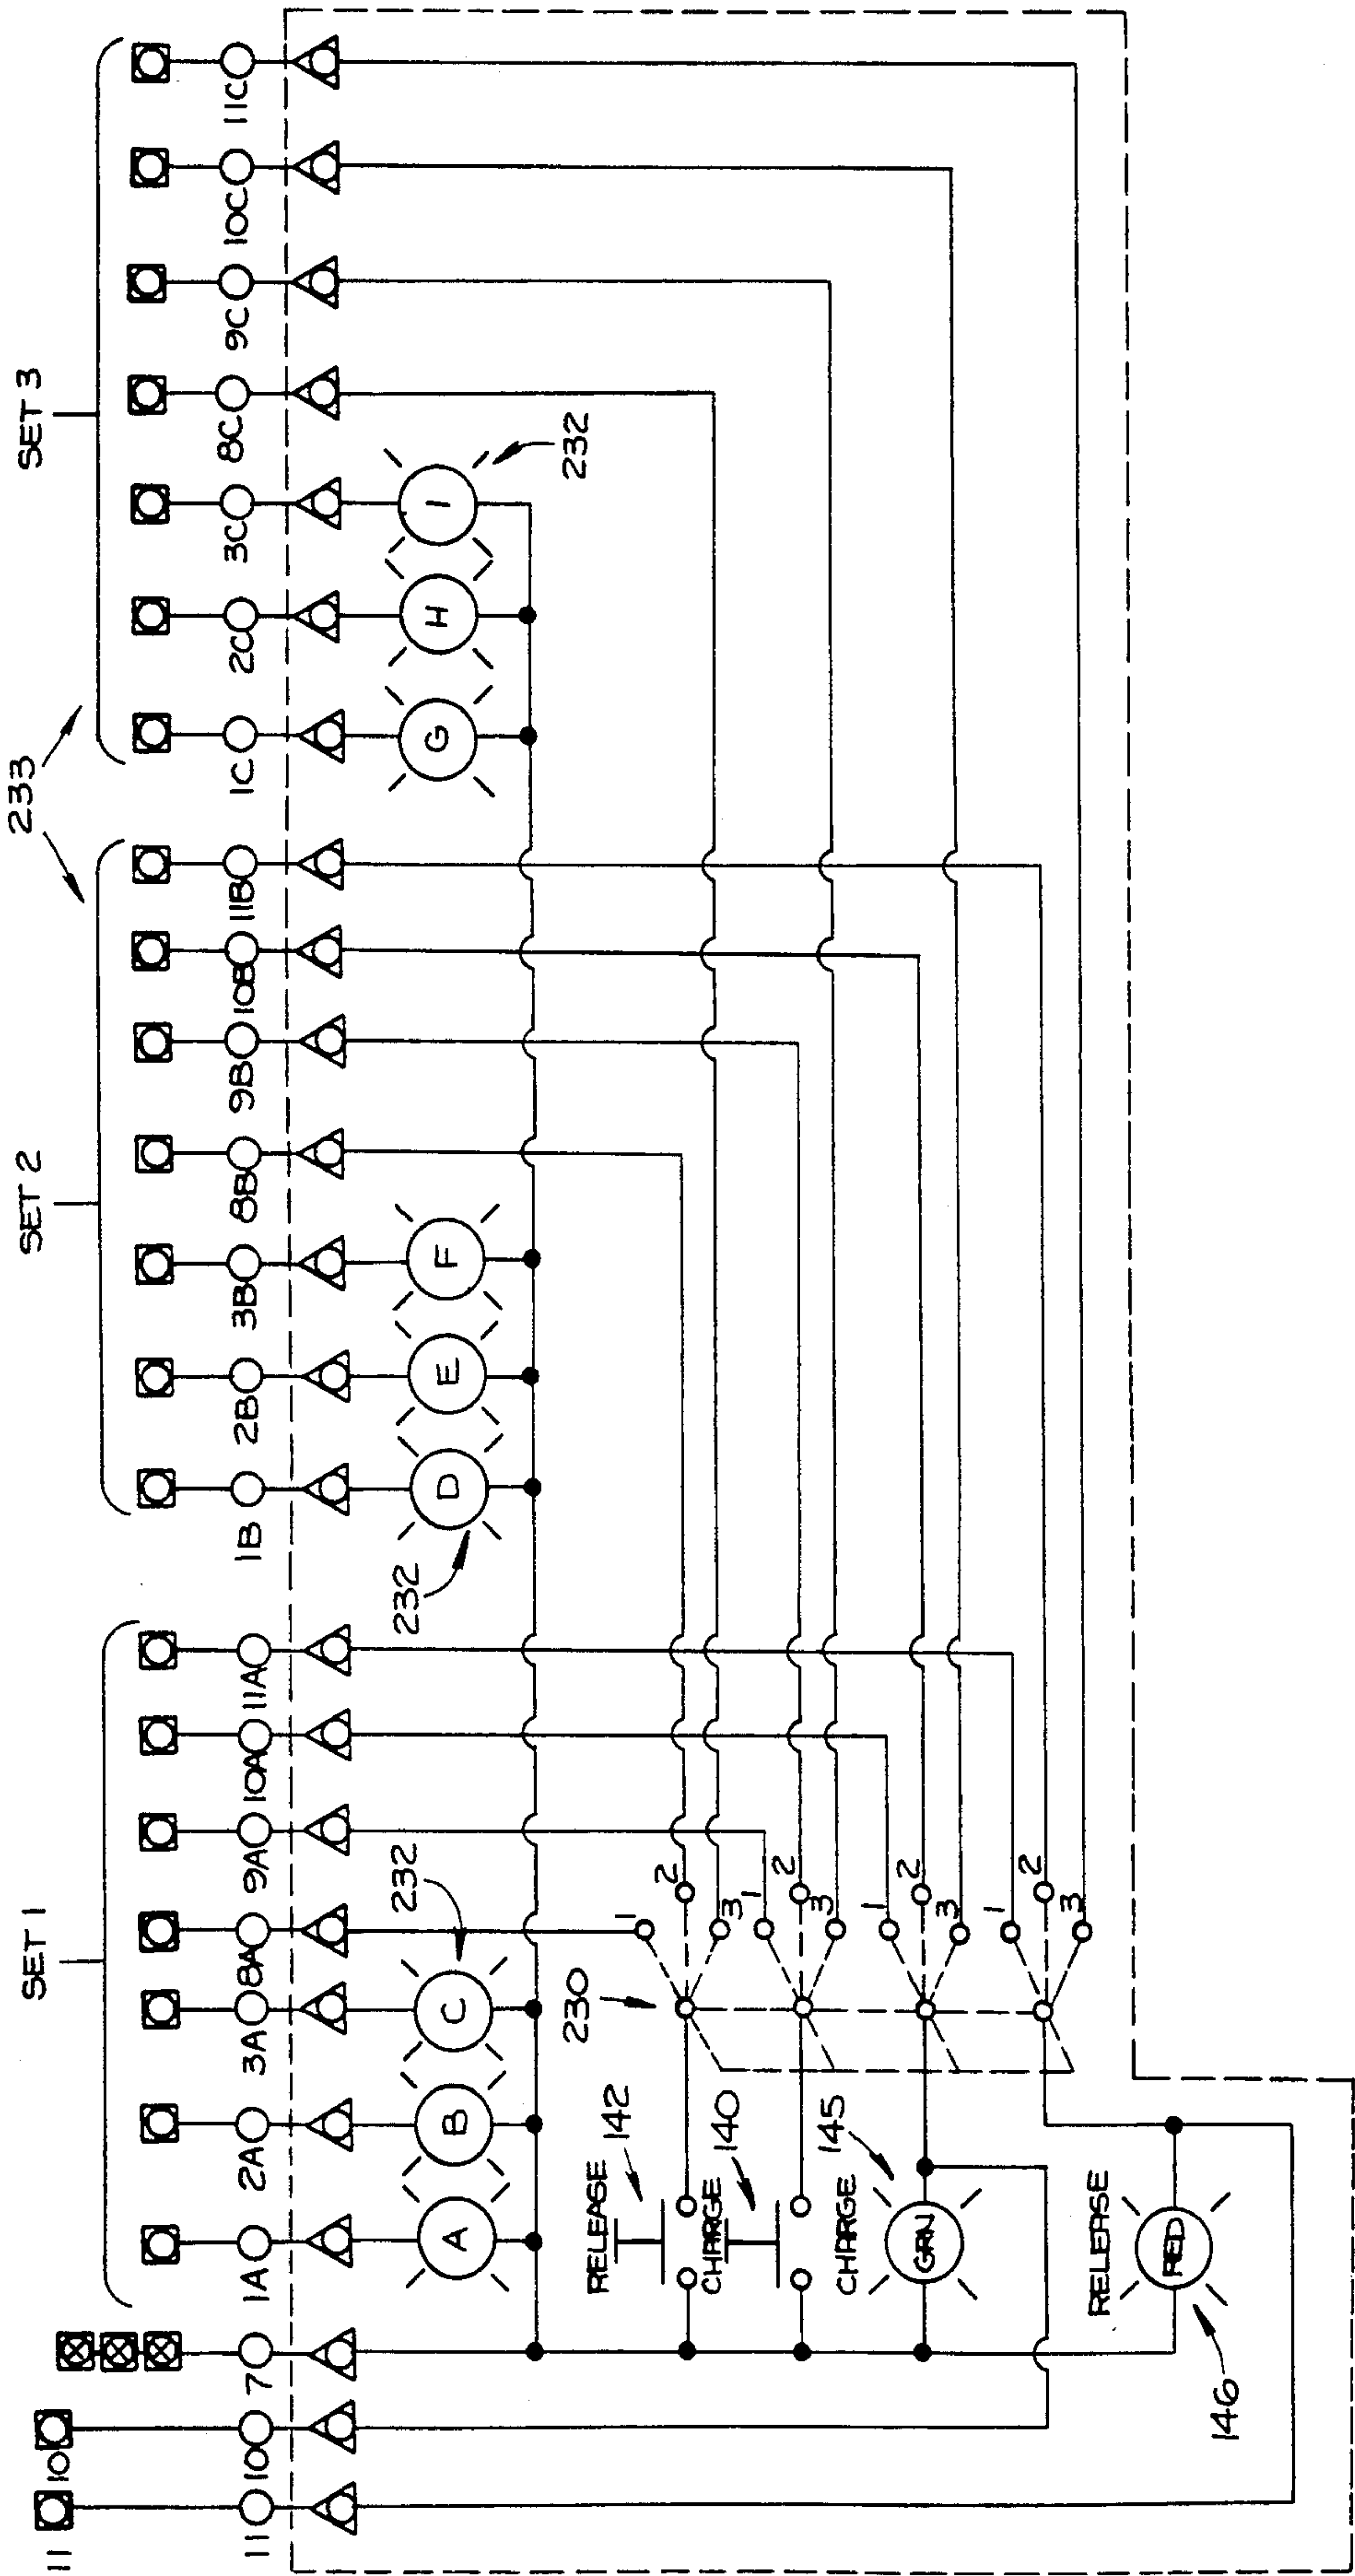 233
SET 1
SET 2
SET 3
11
10
11
10
7
1A
2A
3A
8A
9A
10A
11A
1B
2B
3B
8B
9B
10B
11B
1C
2C
3C
8C
9C
10C
11C
A
B
C
232
D
E
F
232
G
H
I
232
RELEASE
142
230
1
2
3
CHARGE
140
1
2
3
CHARGE
145
GRN
1
2
3
RELEASE
RED
146
1
2
3